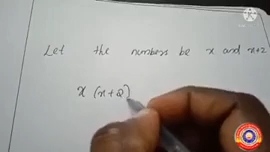 Let the numbers be x and x+2
x (x+2)